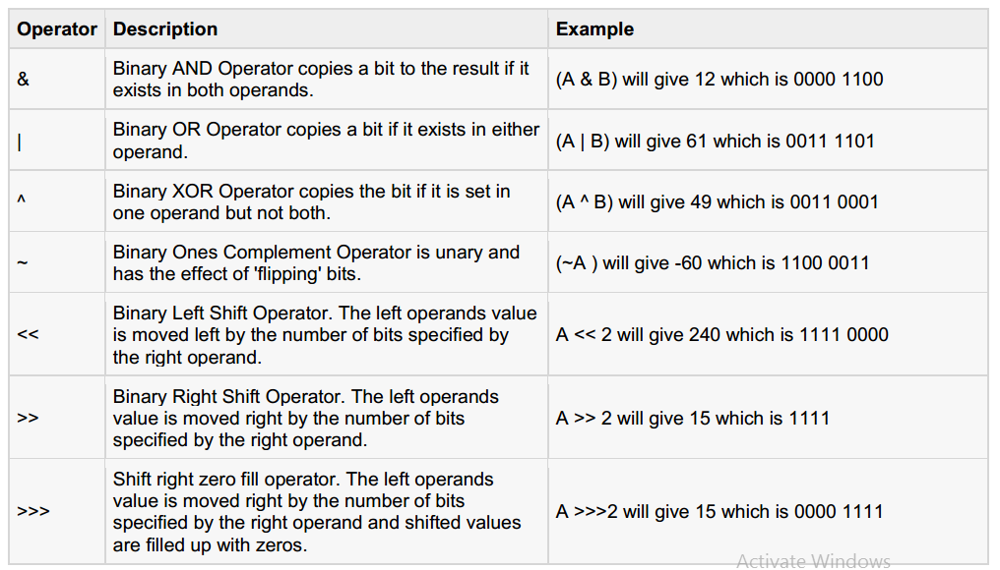 Operator Description Example
& Binary AND Operator copies a bit to the result if it
exists in both operands. (A & B) will give 12 which is 0000 1100
| Binary OR Operator copies a bit if it exists in either
operand. (A | B) will give 61 which is 0011 1101
^ Binary XOR Operator copies the bit if it is set in
one operand but not both. (A ^ B) will give 49 which is 0011 0001
~ Binary Ones Complement Operator is unary and
has the effect of 'flipping' bits. (~A ) will give -60 which is 1100 0011
<< Binary Left Shift Operator. The left operands value
is moved left by the number of bits specified by
the right operand. A << 2 will give 240 which is 1111 0000
>> Binary Right Shift Operator. The left operands
value is moved right by the number of bits
specified by the right operand. A >> 2 will give 15 which is 1111
>>> Shift right zero fill operator. The left operands
value is moved right by the number of bits
specified by the right operand and shifted values
are filled up with zeros. A >>>2 will give 15 which is 0000 1111
Activate Windows